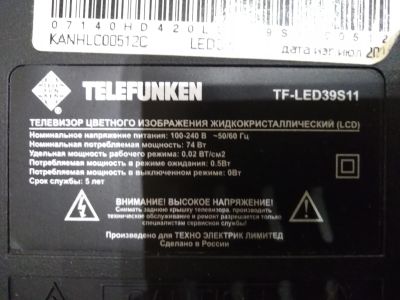 KANHLC00512C
TELEFUNKEN
TF-LED39S11
ТЕЛЕВИЗОР ЦВЕТНОГО ИЗОБРАЖЕНИЯ ЖИДКОКРИСТАЛЛИЧЕСКИЙ (LCD)
Номинальное напряжение питания: 100-240 В ~50/60 Гц
Номинальная потребляемая мощность: 74 Вт
Удельная мощность рабочего режима: 0,02 ВТ/см2
Потребляемая мощность в режиме ожидания: 0.5Вт
Потребляемая мощность в выключенном режиме: 0Вт
Срок службы: 5 лет
ВНИМАНИЕ! ВЫСОКОЕ НАПРЯЖЕНИЕ!
Снимать заднюю крышку телевизора, производить
техническое обслуживание и ремонт разрешается только
специалистам сервисной службы
Произведено для ТЕХНО ЭЛЕКТРИК ЛИМИТЕД
Сделано в России